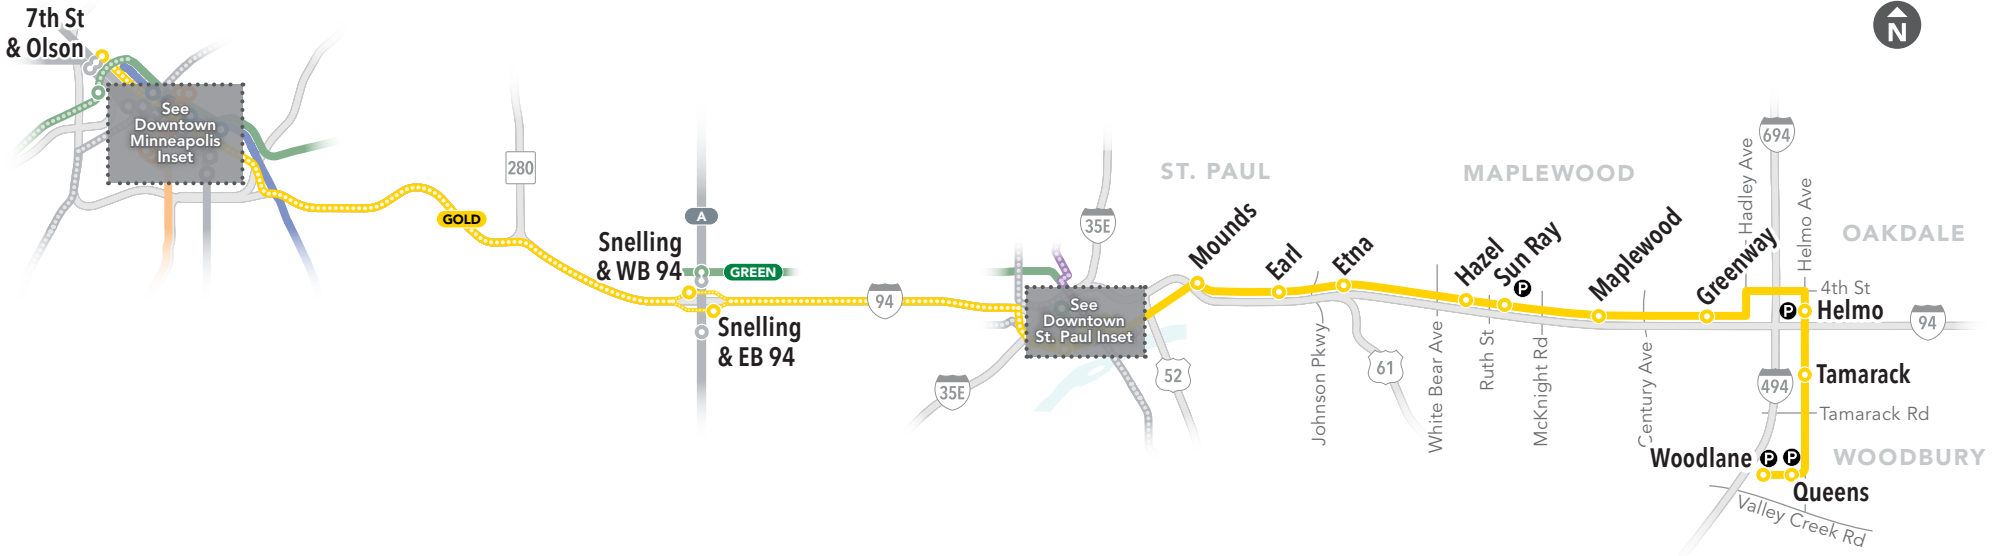 7th St
& Olson
See
Downtown
Minneapolis
Inset
GOLD
280
A
Snelling
& WB 94
GREEN
Snelling
& EB 94
94
35E
35E
See
Downtown
St. Paul Inset
52
ST. PAUL
Mounds
Earl
Etna
Johnson Pkwy
61
White Bear Ave
MAPLEWOOD
Hazel
Sun Ray
P
Ruth St
McKnight Rd
Maplewood
Century Ave
Greenway
Hadley Ave
694
Helmo Ave
OAKDALE
4th St
P
Helmo
94
N
Tamarack
494
Tamarack Rd
Woodlane
P
P
WOODBURY
Queens
Valley Creek Rd